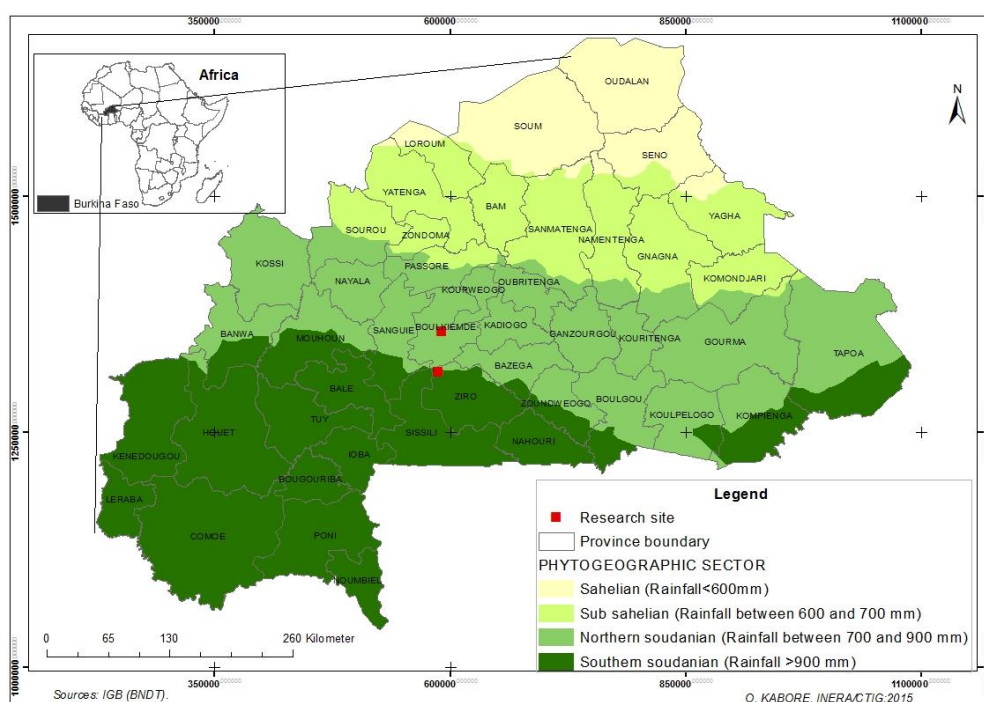 350000 600000 850000 1100000
Africa
Burkina Faso
N
OUDALAN
SOUM
LOROUM
SENO
YATENGA
BAM
YAGHA
SOUROU
ZONDOMA
SANMATENGA
NAMENTENGA
GNAGNA
KOSSI
PASSORE
KOMONDJARI
NAYALA
OUBRITENGA
KOURWEOGO
BANWA
MOUHOUN
SANGUIE
BOULKIEMDE
KADIOGO
GANZOURGOU
KOURITENGA
GOURMA
TAPOA
BAZEGA
BALE
ZIRO
ZOUNDWEOGO
BOULGOU
KOULPELOGO
KOMPIENGA
TUY
HOUET
SISSILI
NAHOURI
KENEDOUGOU
IOBA
BOUGOURIBA
LERABA
COMOE
PONI
NOUMBIEL
1500000
1250000
1000000
Legend
Research site
Province boundary
PHYTOGEOGRAPHIC SECTOR
Sahelian (Rainfall<600mm)
Sub sahelian (Rainfall between 600 and 700 mm)
Northern soudanian (Rainfall between 700 and 900 mm)
Southern soudanian (Rainfall >900 mm)
0 65 130 260 Kilometer
350000 600000 850000 1100000
Sources: IGB (BNDT).
O. KABORE, INERA/CTIG:2015